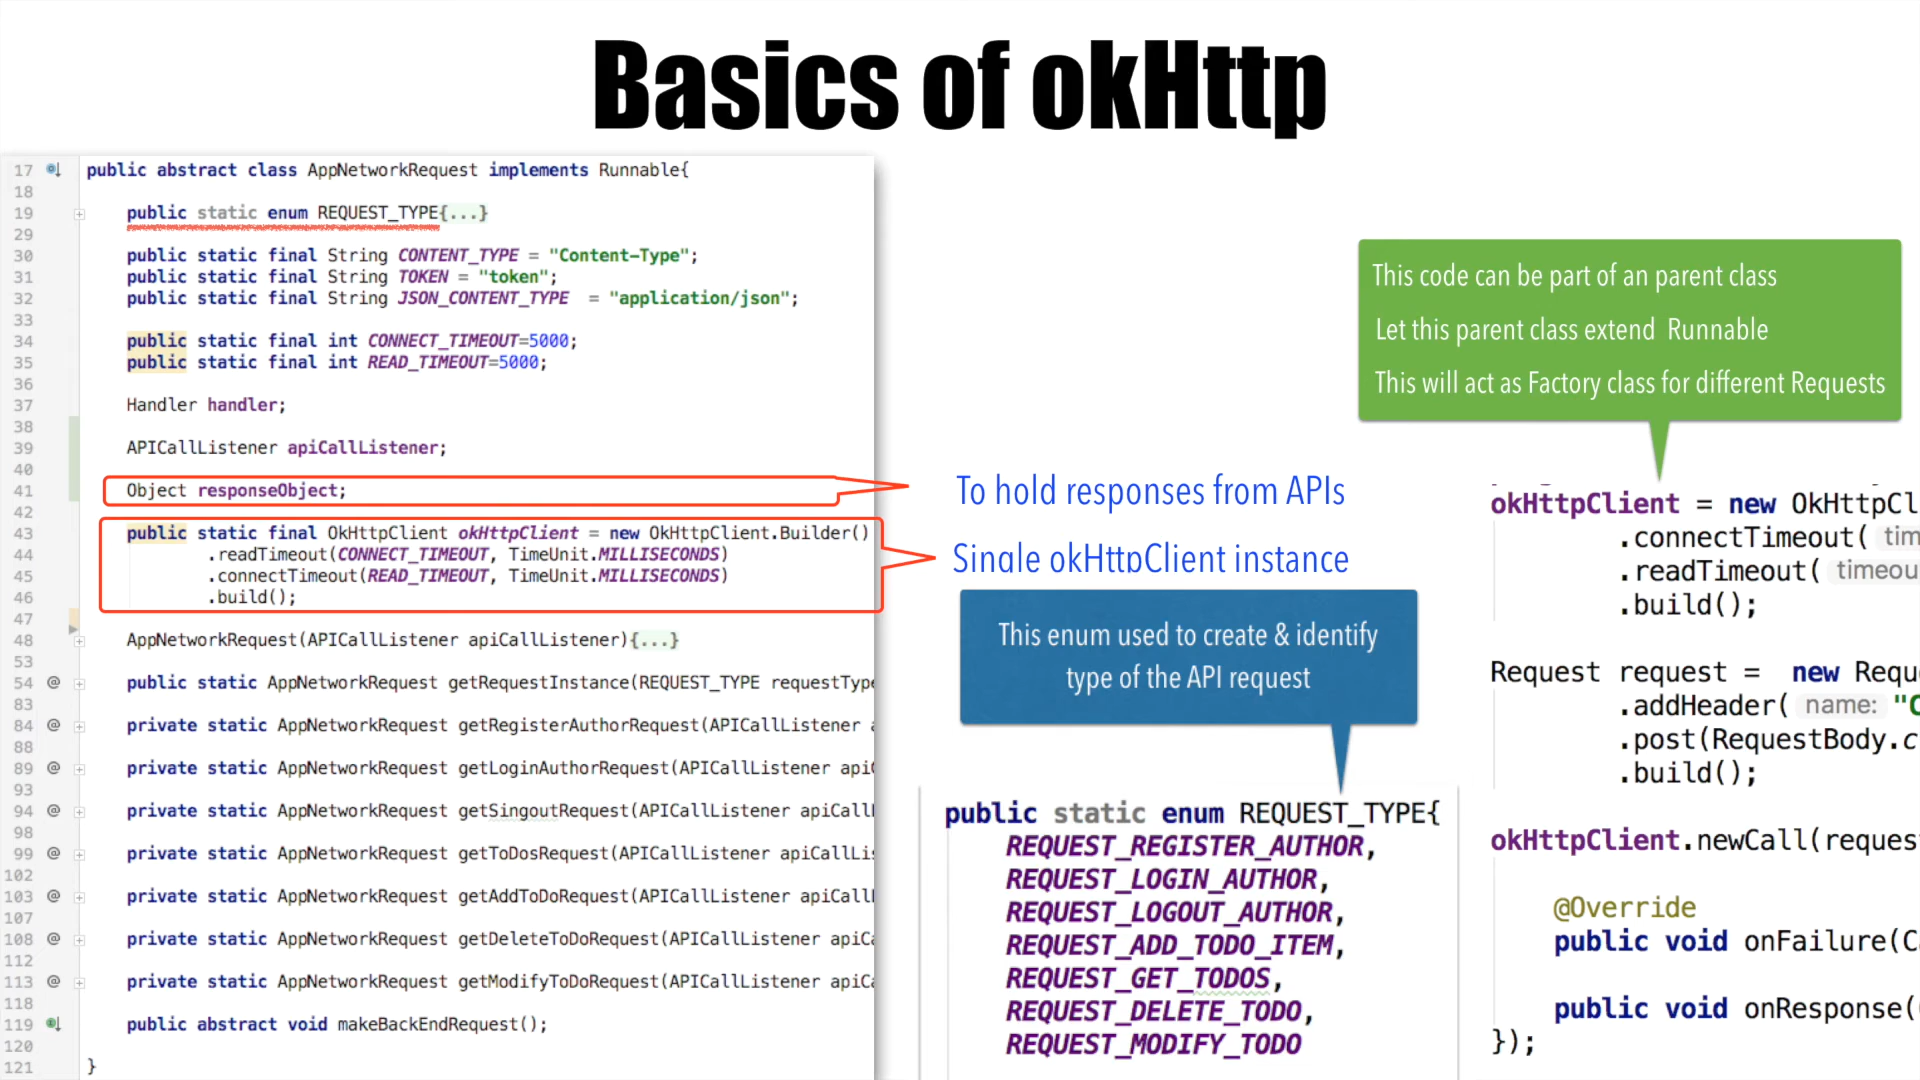 Basics of okHttp
17 public abstract class AppNetworkRequest implements Runnable{
18
19 public static enum REQUEST_TYPE{...}
29
30 public static final String CONTENT_TYPE = "Content-Type";
31 public static final String TOKEN = "token";
32 public static final String JSON_CONTENT_TYPE = "application/json";
33
34 public static final int CONNECT_TIMEOUT=5000;
35 public static final int READ_TIMEOUT=5000;
36
37 Handler handler;
38
39 APICallListener apiCallListener;
40
41 Object responseObject;
42
43 public static final OkHttpClient okHttpClient = new OkHttpClient.Builder()
44 .readTimeout(CONNECT_TIMEOUT, TimeUnit.MILLISECONDS)
45 .connectTimeout(READ_TIMEOUT, TimeUnit.MILLISECONDS)
46 .build();
47
48 AppNetworkRequest(APICallListener apiCallListener){...}
53
54 @ public static AppNetworkRequest getRequestInstance(REQUEST_TYPE requestType
83
84 @ private static AppNetworkRequest getRegisterAuthorRequest(APICallListener a
88
89 @ private static AppNetworkRequest getLoginAuthorRequest(APICallListener api
93
94 @ private static AppNetworkRequest getSingoutRequest(APICallListener apiCall
98
99 @ private static AppNetworkRequest getToDosRequest(APICallListener apiCallLis
102
103 @ private static AppNetworkRequest getAddToDoRequest(APICallListener apiCall
107
108 @ private static AppNetworkRequest getDeleteToDoRequest(APICallListener apiCa
112
113 @ private static AppNetworkRequest getModifyToDoRequest(APICallListener apiCa
118
119 public abstract void makeBackEndRequest();
120
121 }
To hold responses from APIs
Single okHttpClient instance
This enum used to create & identify
type of the API request
public static enum REQUEST_TYPE{
REQUEST_REGISTER_AUTHOR,
REQUEST_LOGIN_AUTHOR,
REQUEST_LOGOUT_AUTHOR,
REQUEST_ADD_TODO_ITEM,
REQUEST_GET_TODOS,
REQUEST_DELETE_TODO,
REQUEST_MODIFY_TODO
This code can be part of an parent class
Let this parent class extend Runnable
This will act as Factory class for different Requests
okHttpClient = new OkHttpCl
.connectTimeout( tim
.readTimeout( timeou
.build();
Request request = new Requ
.addHeader( name: "C
.post(RequestBody.c
.build();
okHttpClient.newCall(reques
@Override
public void onFailure(C
public void onResponse(
});